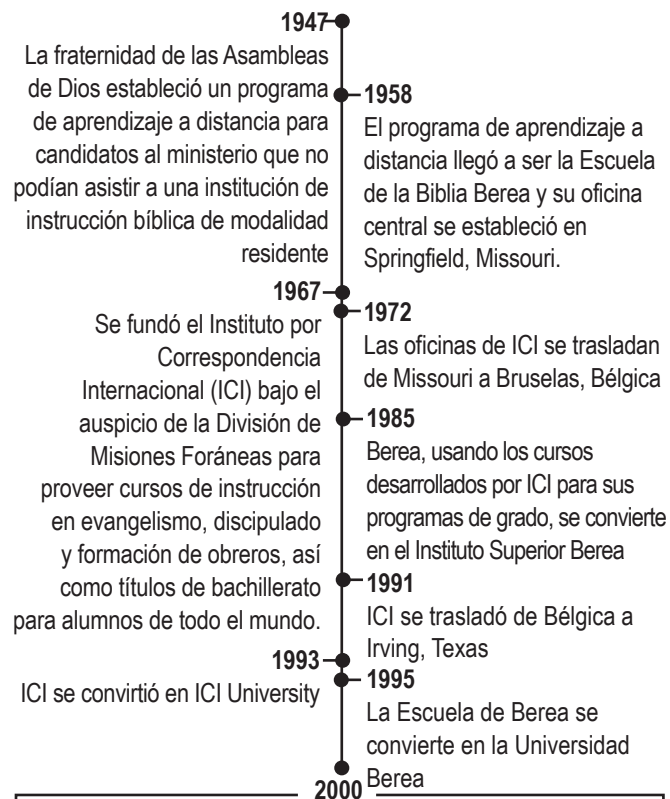 1947
La fraternidad de las Asambleas
de Dios estableció un programa
de aprendizaje a distancia para
candidatos al ministerio que no
podían asistir a una institución de
instrucción bíblica de modalidad
residente
1958
El programa de aprendizaje a
distancia llegó a ser la Escuela
de la Biblia Berea y su oficina
central se estableció en
Springfield, Missouri.
1967
Se fundó el Instituto por
Correspondencia
Internacional (ICI) bajo el
auspicio de la División de
Misiones Foráneas para
proveer cursos de instrucción
en evangelismo, discipulado
y formación de obreros, así
como títulos de bachillerato
para alumnos de todo el mundo.
1972
Las oficinas de ICI se trasladan
de Missouri a Bruselas, Bélgica
1985
Berea, usando los cursos
desarrollados por ICI para sus
programas de grado, se convierte
en el Instituto Superior Berea
1991
ICI se trasladó de Bélgica a
Irving, Texas
1993
ICI se convirtió en ICI University
1995
La Escuela de Berea se
convierte en la Universidad
Berea
2000